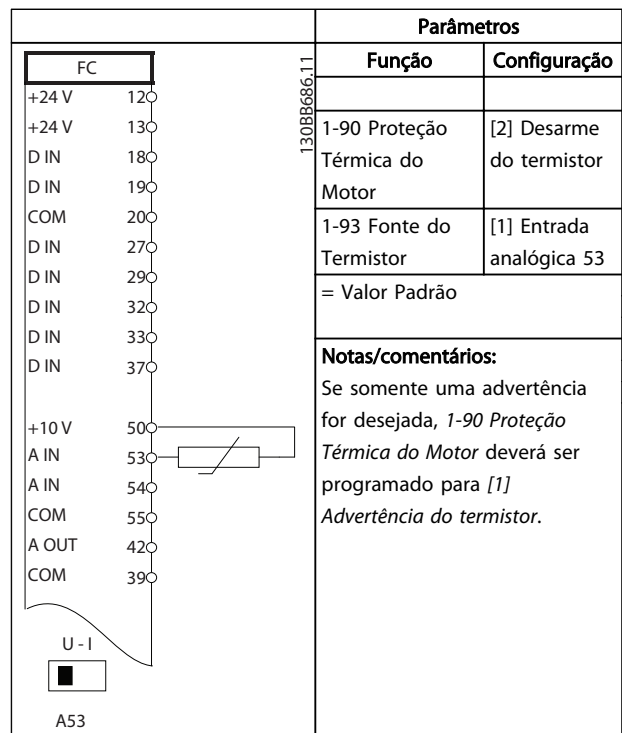 FC
+24 V 12
+24 V 13
D IN 18
D IN 19
COM 20
D IN 27
D IN 29
D IN 32
D IN 33
D IN 37
+10 V 50
A IN 53
A IN 54
COM 55
A OUT 42
COM 39
U - I
A53
130BB686.11
Parâmetros
Função Configuração
1-90 Proteção [2] Desarme
Térmica do do termistor
Motor
1-93 Fonte do [1] Entrada
Termistor analógica 53
= Valor Padrão
Notas/comentários:
Se somente uma advertência
for desejada, 1-90 Proteção
Térmica do Motor deverá ser
programado para [1]
Advertência do termistor.